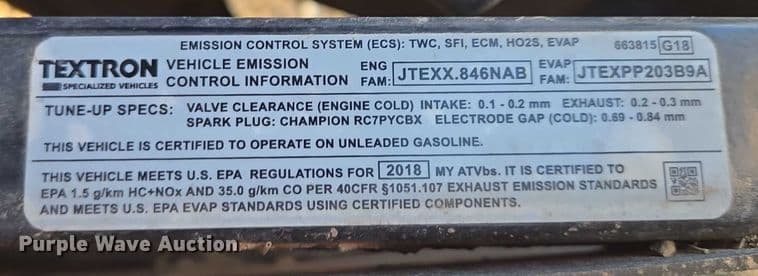 EMISSION CONTROL SYSTEM (ECS): TWC, SFI, ECM, HO2S, EVAP 663815 G18
TEXTRON
SPECIALIZED VEHICLES
VEHICLE EMISSION
CONTROL INFORMATION
ENG
FAM: JTEXX.846NAB
EVAP
FAM: JTEXPP203B9A
TUNE-UP SPECS: VALVE CLEARANCE (ENGINE COLD) INTAKE: 0.1 - 0.2 mm EXHAUST: 0.2 - 0.3 mm
SPARK PLUG: CHAMPION RC7PYCBX ELECTRODE GAP (COLD): 0.69 - 0.84 mm
THIS VEHICLE IS CERTIFIED TO OPERATE ON UNLEADED GASOLINE.
THIS VEHICLE MEETS U.S. EPA REGULATIONS FOR 2018 MY ATVbs. IT IS CERTIFIED TO
EPA 1.5 g/km HC+NOx AND 35.0 g/km CO PER 40CFR §1051.107 EXHAUST EMISSION STANDARDS
AND MEETS U.S. EPA EVAP STANDARDS USING CERTIFIED COMPONENTS.
Purple Wave Auction